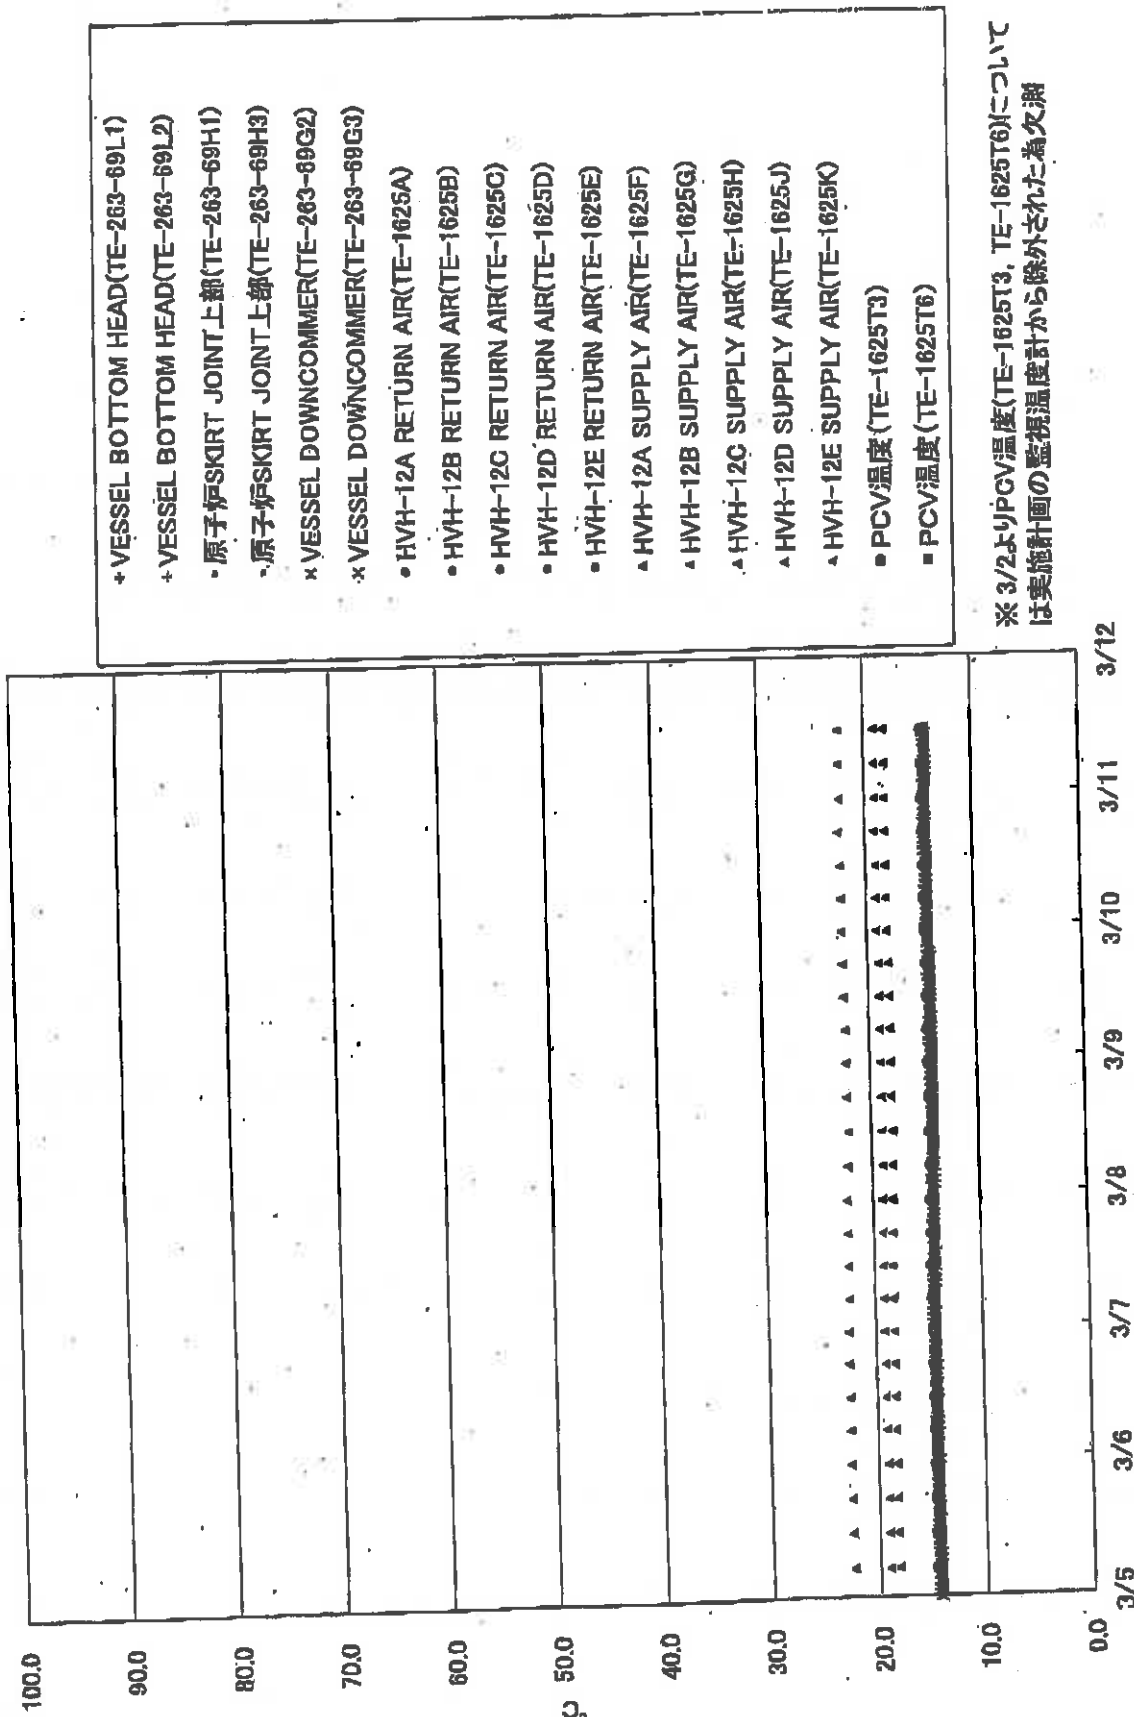 100.0
90.0
80.0
70.0
60.0
50.0
40.0
30.0
20.0
10.0
0.0
℃
3/5
3/6
3/7
3/8
3/9
3/10
3/11
3/12
+ VESSEL BOTTOM HEAD(TE-263-69L1)
+ VESSEL BOTTOM HEAD(TE-263-69L2)
- 原子炉SKIRT JOINT上部(TE-263-69H1)
- 原子炉SKIRT JOINT上部(TE-263-69H3)
× VESSEL DOWNCOMMER(TE-263-69G2)
× VESSEL DOWNCOMMER(TE-263-69G3)
● HVH-12A RETURN AIR(TE-1625A)
● HVH-12B RETURN AIR(TE-1625B)
● HVH-12C RETURN AIR(TE-1625C)
● HVH-12D RETURN AIR(TE-1625D)
● HVH-12E RETURN AIR(TE-1625E)
▲ HVH-12A SUPPLY AIR(TE-1625F)
▲ HVH-12B SUPPLY AIR(TE-1625G)
▲ HVH-12C SUPPLY AIR(TE-1625H)
▲ HVH-12D SUPPLY AIR(TE-1625J)
▲ HVH-12E SUPPLY AIR(TE-1625K)
■ PCV温度(TE-1625T3)
■ PCV温度(TE-1625T6)
※ 3/2よりPCV温度(TE-1625T3, TE-1625T6)について
は実施計画の監視温度計から除外された為欠測